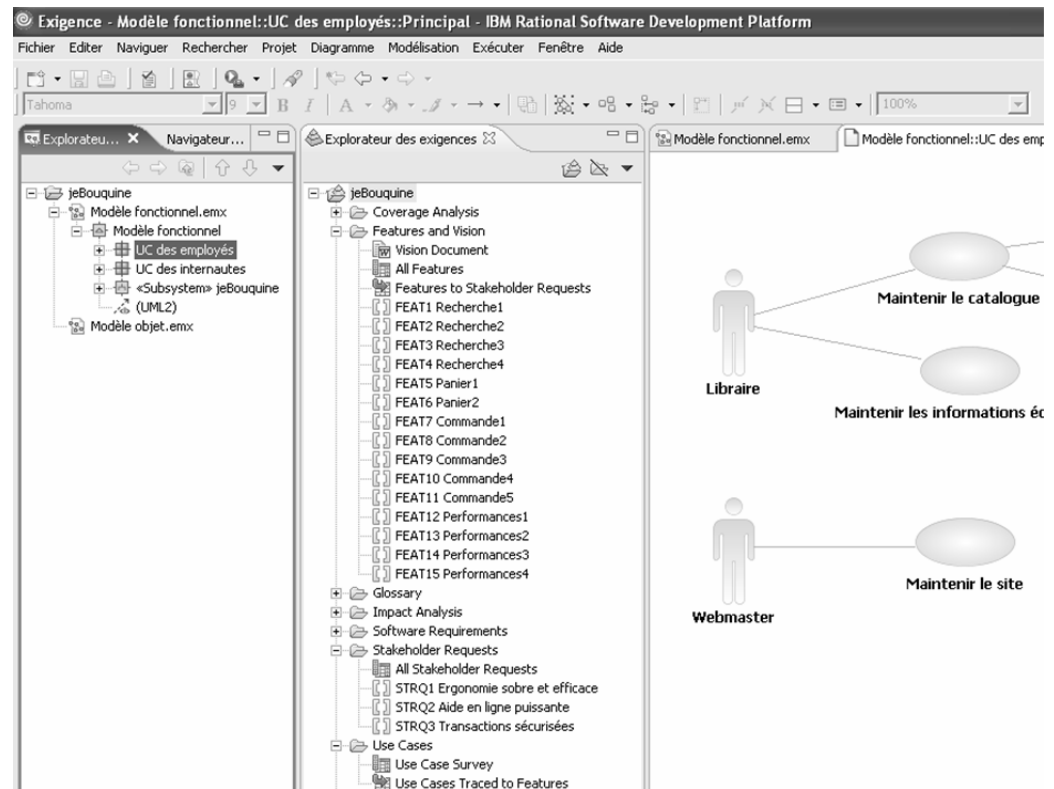 Exigence - Modèle fonctionnel::UC des employés::Principal - IBM Rational Software Development Platform
Fichier Editer Naviguer Rechercher Projet Diagramme Modélisation Exécuter Fenêtre Aide
Tahoma 9 B I A 100%
Explorateu... Navigateur...
jeBouquine
Modèle fonctionnel.emx
Modèle fonctionnel
UC des employés
UC des internautes
«Subsystem» jeBouquine
(UML2)
Modèle objet.emx
Explorateur des exigences
jeBouquine
Coverage Analysis
Features and Vision
Vision Document
All Features
Features to Stakeholder Requests
FEAT1 Recherche1
FEAT2 Recherche2
FEAT3 Recherche3
FEAT4 Recherche4
FEAT5 Panier1
FEAT6 Panier2
FEAT7 Commande1
FEAT8 Commande2
FEAT9 Commande3
FEAT10 Commande4
FEAT11 Commande5
FEAT12 Performances1
FEAT13 Performances2
FEAT14 Performances3
FEAT15 Performances4
Glossary
Impact Analysis
Software Requirements
Stakeholder Requests
All Stakeholder Requests
STRQ1 Ergonomie sobre et efficace
STRQ2 Aide en ligne puissante
STRQ3 Transactions sécurisées
Use Cases
Use Case Survey
Use Cases Traced to Features
Modèle fonctionnel.emx Modèle fonctionnel::UC des emp
Maintenir le catalogue
Libraire
Maintenir les informations éc
Maintenir le site
Webmaster